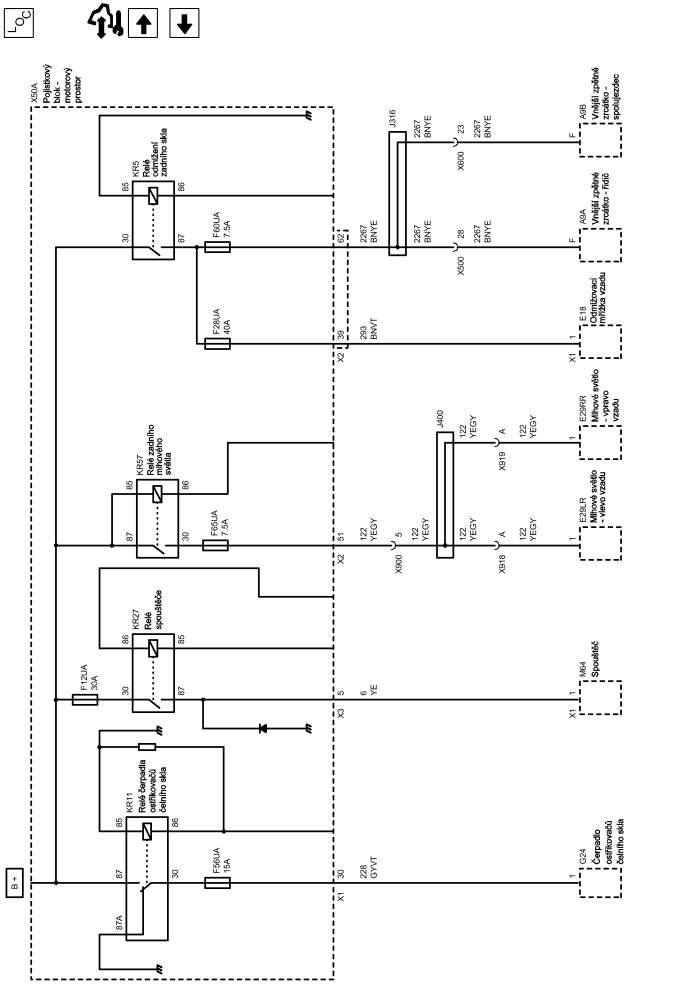 LOC
B +
X50A
Pojistkový
blok -
motorový
prostor
KR11
Relé čerpadla
ostřikovačů
čelního skla
87A
87
85
30
86
F56UA
15A
X1
30
228
GYVT
1
G24
Čerpadlo
ostřikovačů
čelního skla
F12UA
30A
KR27
Relé
spouštěče
30
86
87
85
X3
5
6
YE
X1
1
M64
Spouštěč
KR57
Relé zadního
mlhového
světla
87
85
30
86
F65UA
7.5A
X2
51
122
YEGY
X900
5
122
YEGY
J400
122
YEGY
X918
A
122
YEGY
1
E29LR
Mlhové světlo
- vlevo vzadu
122
YEGY
X919
A
122
YEGY
1
E29RR
Mlhové světlo
- vpravo
vzadu
KR5
Relé
odmlžení
zadního skla
30
85
87
86
F28UA
40A
F60UA
7.5A
X2
39
293
BNVT
X1
1
E18
Odmlžovací
mřížka vzadu
62
2267
BNYE
J316
2267
BNYE
X500
28
2267
BNYE
F
A9A
Vnější zpětné
zrcátko - řidič
2267
BNYE
X600
23
2267
BNYE
F
A9B
Vnější zpětné
zrcátko -
spolujezdec